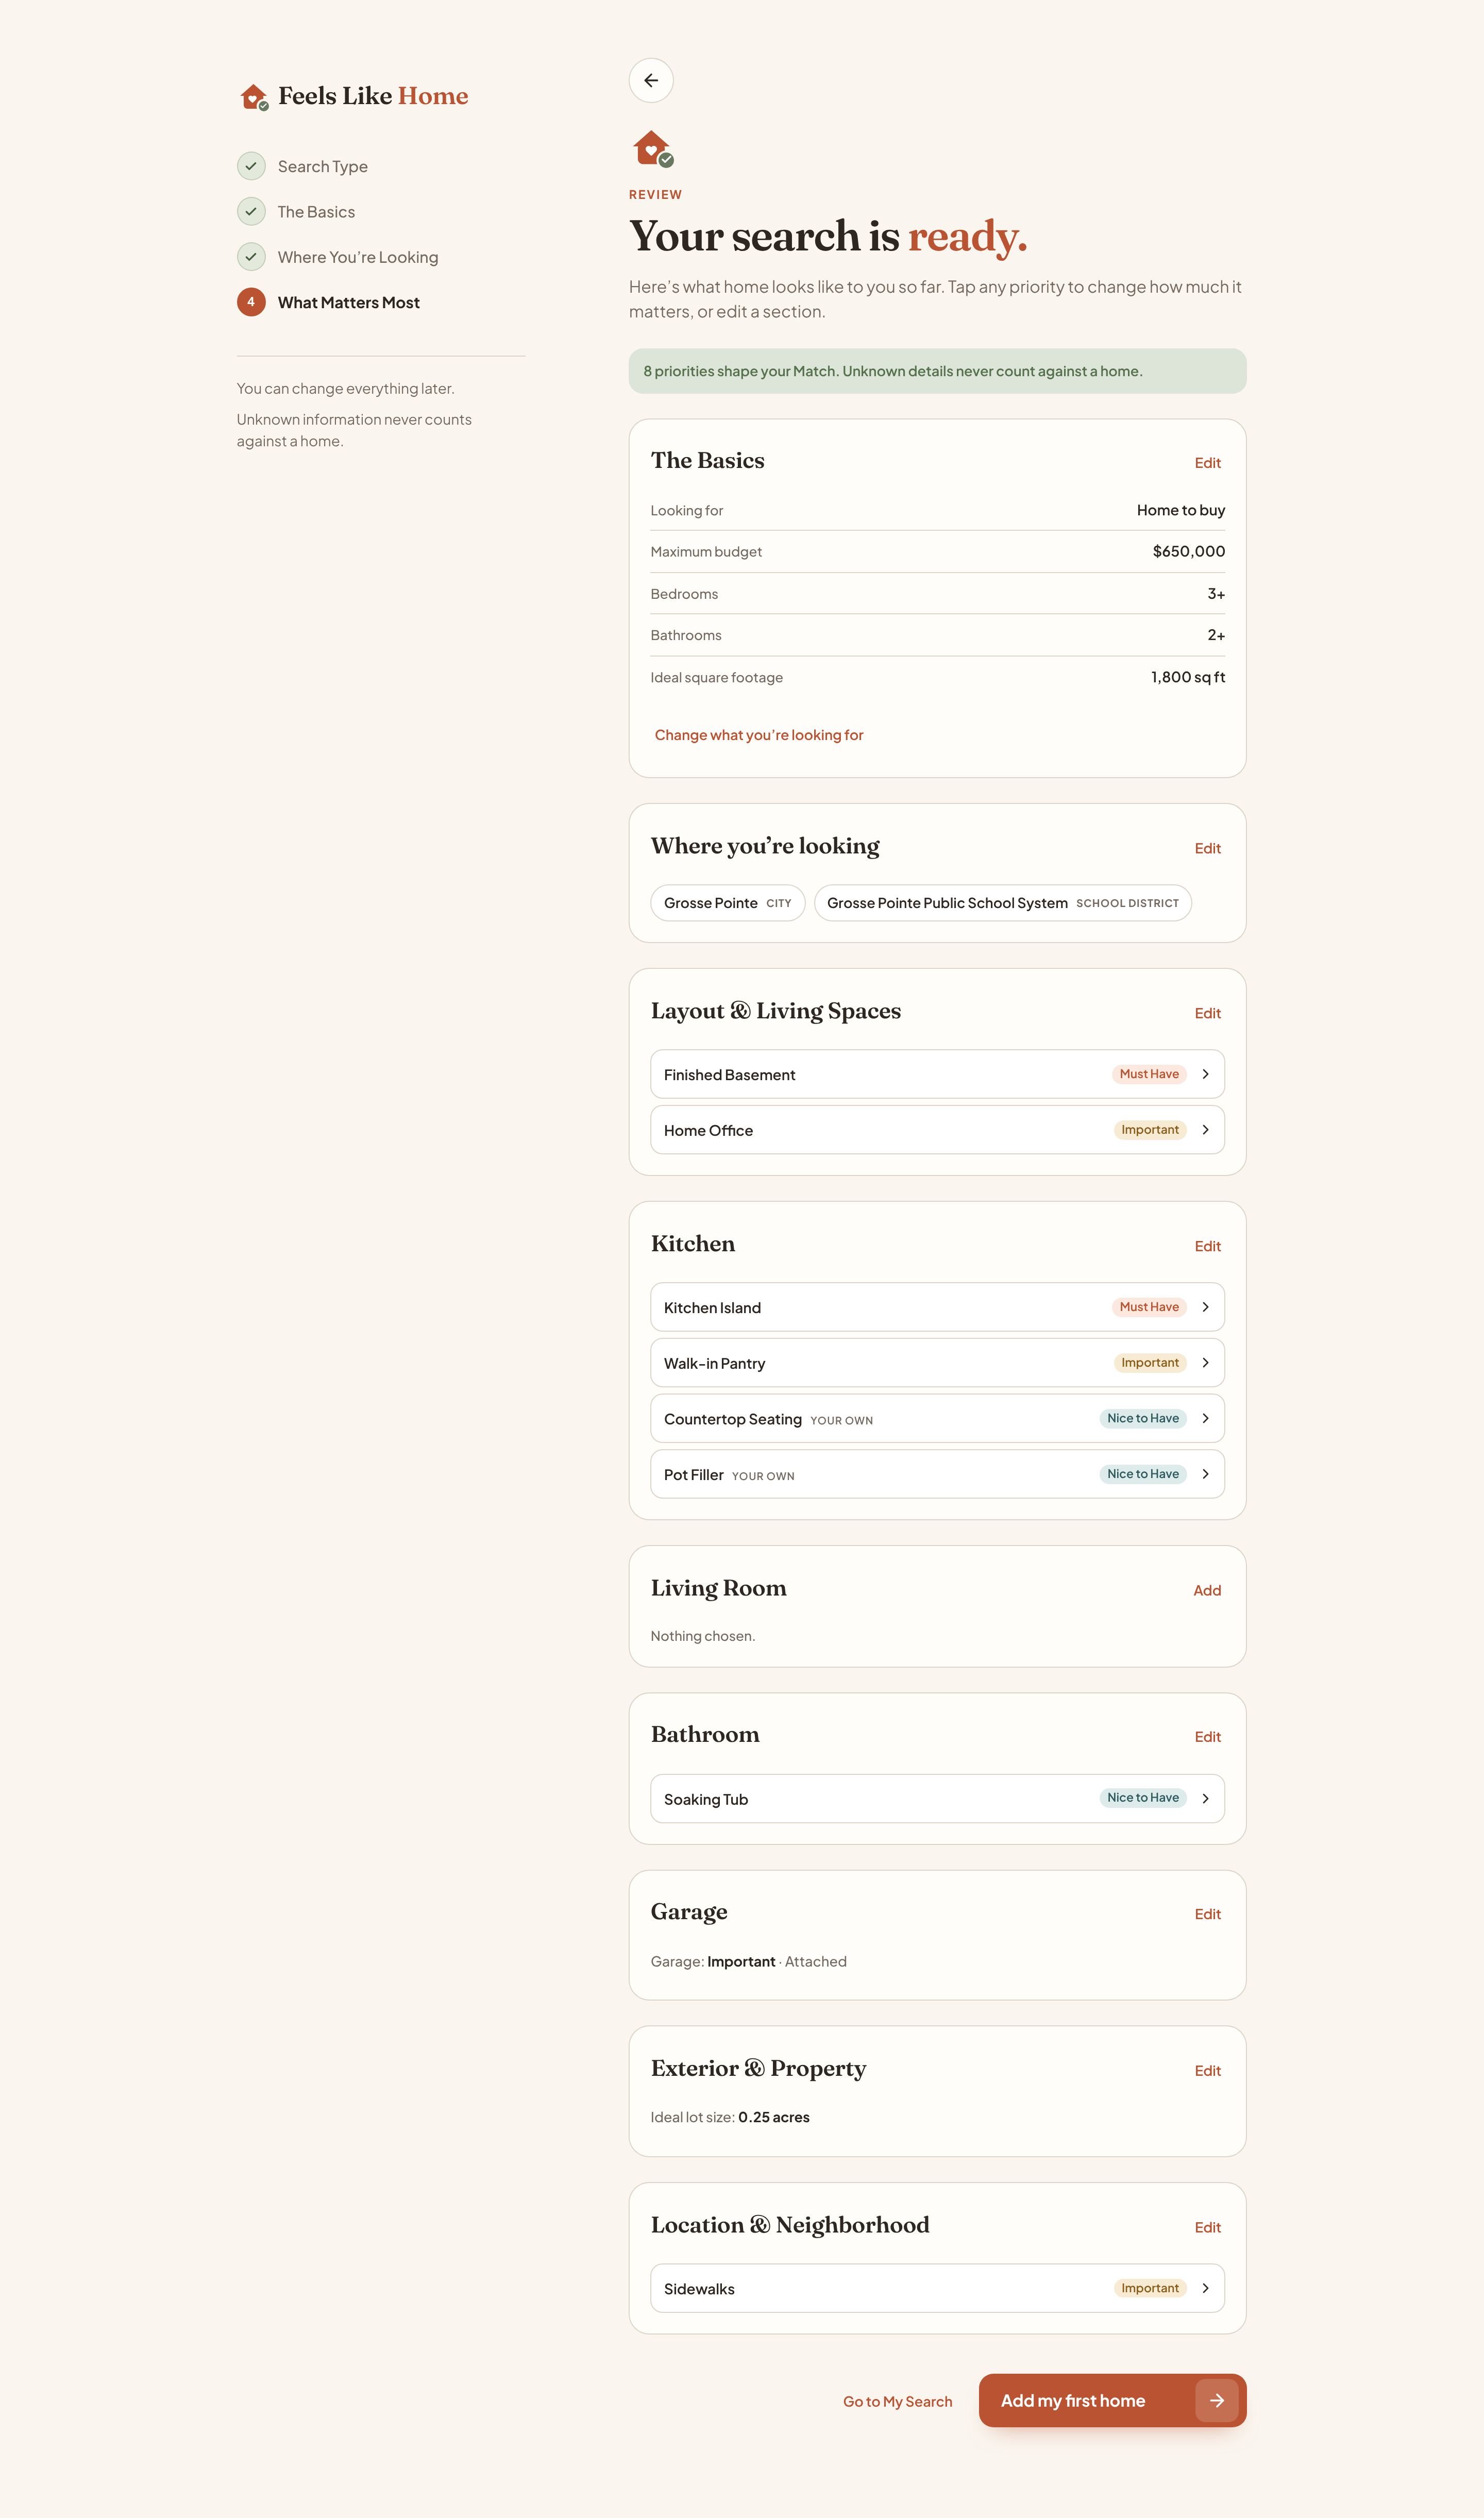 Feels Like Home
Search Type
The Basics
Where You’re Looking
4 What Matters Most
You can change everything later.
Unknown information never counts
against a home.
REVIEW
Your search is ready.
Here’s what home looks like to you so far. Tap any priority to change how much it
matters, or edit a section.
8 priorities shape your Match. Unknown details never count against a home.
The Basics Edit
Looking for Home to buy
Maximum budget $650,000
Bedrooms 3+
Bathrooms 2+
Ideal square footage 1,800 sq ft
Change what you’re looking for
Where you’re looking Edit
Grosse Pointe CITY Grosse Pointe Public School System SCHOOL DISTRICT
Layout & Living Spaces Edit
Finished Basement Must Have
Home Office Important
Kitchen Edit
Kitchen Island Must Have
Walk-in Pantry Important
Countertop Seating YOUR OWN Nice to Have
Pot Filler YOUR OWN Nice to Have
Living Room Add
Nothing chosen.
Bathroom Edit
Soaking Tub Nice to Have
Garage Edit
Garage: Important · Attached
Exterior & Property Edit
Ideal lot size: 0.25 acres
Location & Neighborhood Edit
Sidewalks Important
Go to My Search Add my first home